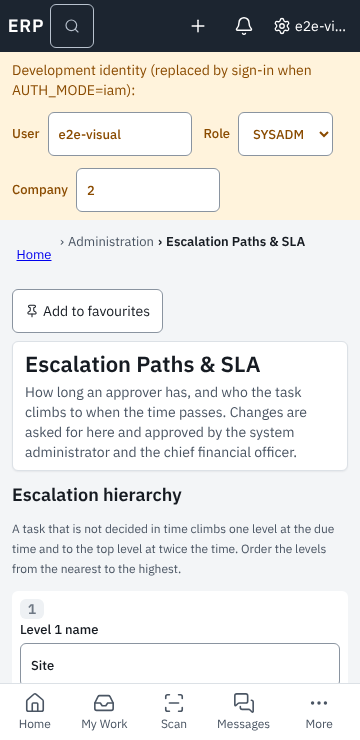 ERP
e2e-vi...
Development identity (replaced by sign-in when
AUTH_MODE=iam):
User
e2e-visual
Role
SYSADM
Company
2
Home
› Administration › Escalation Paths & SLA
Add to favourites
Escalation Paths & SLA
How long an approver has, and who the task
climbs to when the time passes. Changes are
asked for here and approved by the system
administrator and the chief financial officer.
Escalation hierarchy
A task that is not decided in time climbs one level at the due
time and to the top level at twice the time. Order the levels
from the nearest to the highest.
1
Level 1 name
Site
Home
My Work
Scan
Messages
More